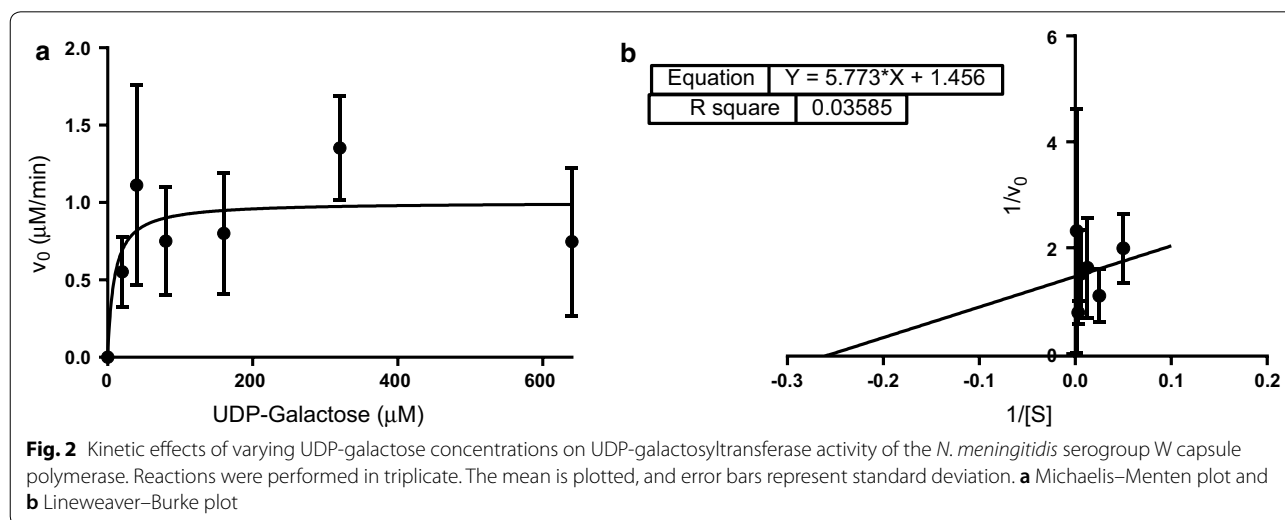 a
2.0
1.5
1.0
0.5
0.0
v0 (μM/min)
0
200
400
600
UDP-Galactose (μM)
b
Equation Y = 5.773*X + 1.456
R square 0.03585
6
4
2
0
1/v0
-0.3
-0.2
-0.1
0.0
0.1
0.2
1/[S]
Fig. 2 Kinetic effects of varying UDP-galactose concentrations on UDP-galactosyltransferase activity of the N. meningitidis serogroup W capsule
polymerase. Reactions were performed in triplicate. The mean is plotted, and error bars represent standard deviation. a Michaelis–Menten plot and
b Lineweaver–Burke plot